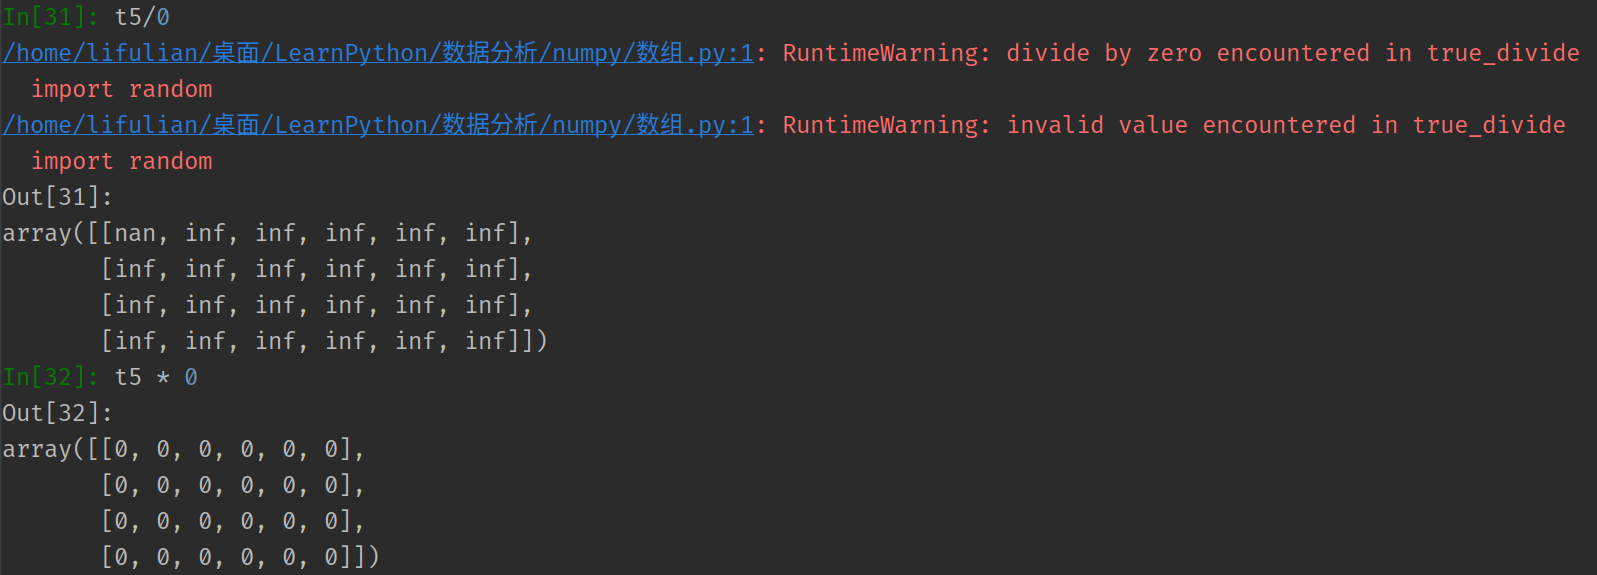 In[31]: t5/0
/home/lifulian/桌面/LearnPython/数据分析/numpy/数组.py:1: RuntimeWarning: divide by zero encountered in true_divide
  import random
/home/lifulian/桌面/LearnPython/数据分析/numpy/数组.py:1: RuntimeWarning: invalid value encountered in true_divide
  import random
Out[31]:
array([[nan, inf, inf, inf, inf, inf],
       [inf, inf, inf, inf, inf, inf],
       [inf, inf, inf, inf, inf, inf],
       [inf, inf, inf, inf, inf, inf]])
In[32]: t5 * 0
Out[32]:
array([[0, 0, 0, 0, 0, 0],
       [0, 0, 0, 0, 0, 0],
       [0, 0, 0, 0, 0, 0],
       [0, 0, 0, 0, 0, 0]])